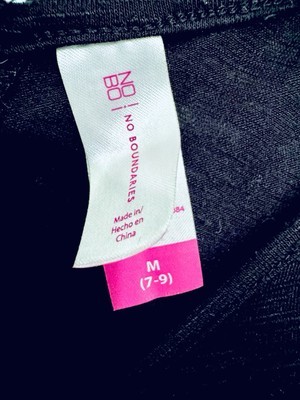 NO
BO
NO BOUNDARIES
Made in/
Hecho en
China
M
(7-9)